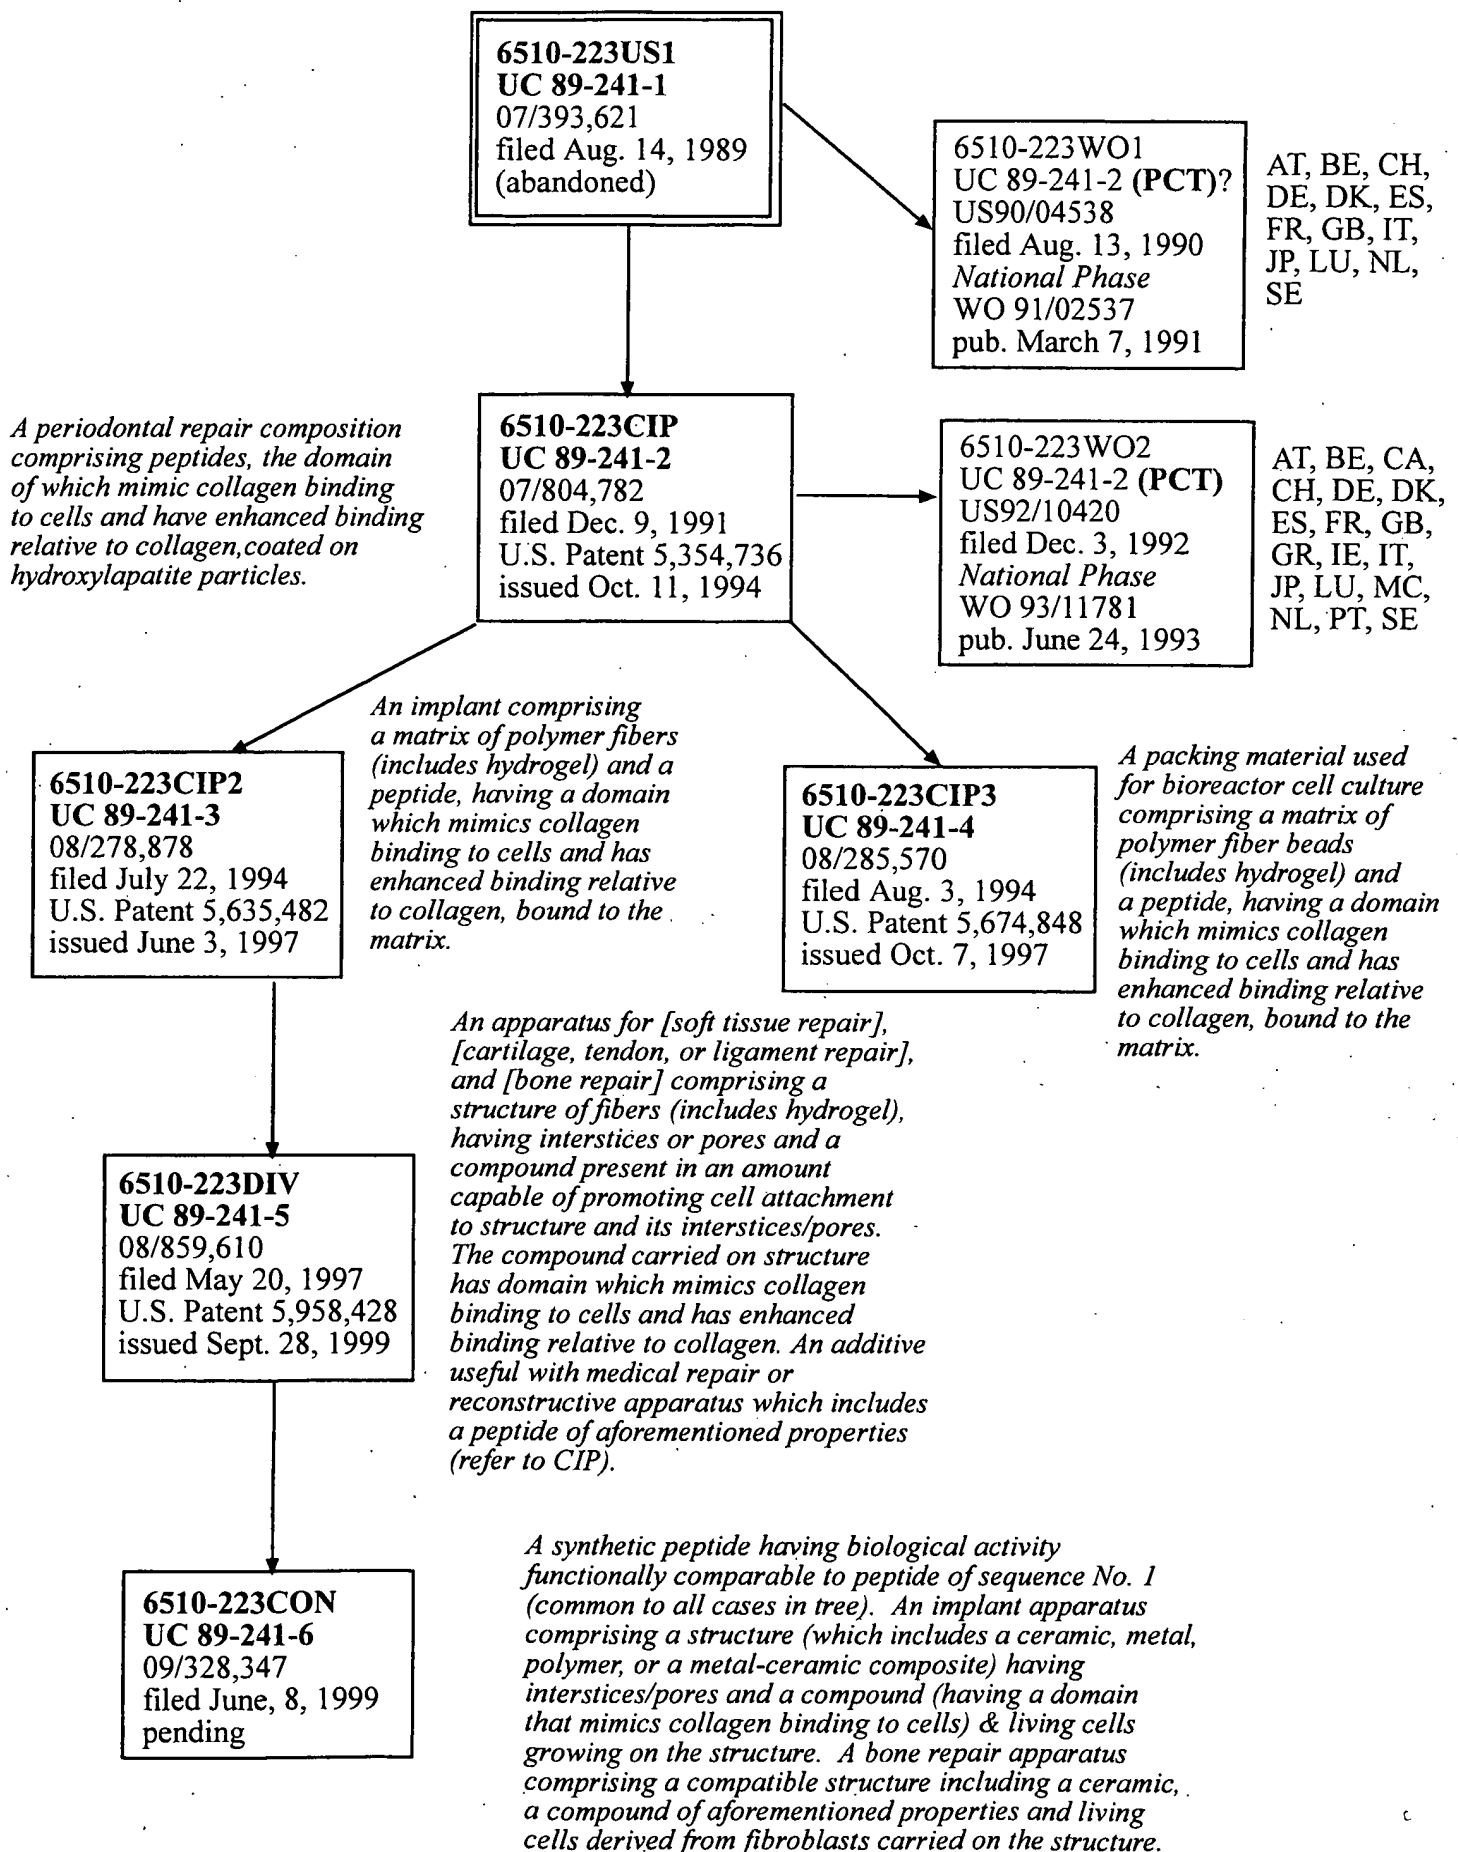 6510-223US1
UC 89-241-1
07/393,621
filed Aug. 14, 1989
(abandoned)
6510-223WO1
UC 89-241-2 (PCT)?
US90/04538
filed Aug. 13, 1990
National Phase
WO 91/02537
pub. March 7, 1991
AT, BE, CH,
DE, DK, ES,
FR, GB, IT,
JP, LU, NL,
SE
A periodontal repair composition
comprising peptides, the domain
of which mimic collagen binding
to cells and have enhanced binding
relative to collagen,coated on
hydroxylapatite particles.
6510-223CIP
UC 89-241-2
07/804,782
filed Dec. 9, 1991
U.S. Patent 5,354,736
issued Oct. 11, 1994
6510-223WO2
UC 89-241-2 (PCT)
US92/10420
filed Dec. 3, 1992
National Phase
WO 93/11781
pub. June 24, 1993
AT, BE, CA,
CH, DE, DK,
ES, FR, GB,
GR, IE, IT,
JP, LU, MC,
NL, PT, SE
6510-223CIP2
UC 89-241-3
08/278,878
filed July 22, 1994
U.S. Patent 5,635,482
issued June 3, 1997
An implant comprising
a matrix of polymer fibers
(includes hydrogel) and a
peptide, having a domain
which mimics collagen
binding to cells and has
enhanced binding relative
to collagen, bound to the
matrix.
6510-223CIP3
UC 89-241-4
08/285,570
filed Aug. 3, 1994
U.S. Patent 5,674,848
issued Oct. 7, 1997
A packing material used
for bioreactor cell culture
comprising a matrix of
polymer fiber beads
(includes hydrogel) and
a peptide, having a domain
which mimics collagen
binding to cells and has
enhanced binding relative
to collagen, bound to the
matrix.
6510-223DIV
UC 89-241-5
08/859,610
filed May 20, 1997
U.S. Patent 5,958,428
issued Sept. 28, 1999
An apparatus for [soft tissue repair],
[cartilage, tendon, or ligament repair],
and [bone repair] comprising a
structure of fibers (includes hydrogel),
having interstices or pores and a
compound present in an amount
capable of promoting cell attachment
to structure and its interstices/pores.
The compound carried on structure
has domain which mimics collagen
binding to cells and has enhanced
binding relative to collagen. An additive
useful with medical repair or
reconstructive apparatus which includes
a peptide of aforementioned properties
(refer to CIP).
6510-223CON
UC 89-241-6
09/328,347
filed June, 8, 1999
pending
A synthetic peptide having biological activity
functionally comparable to peptide of sequence No. 1
(common to all cases in tree). An implant apparatus
comprising a structure (which includes a ceramic, metal,
polymer, or a metal-ceramic composite) having
interstices/pores and a compound (having a domain
that mimics collagen binding to cells) & living cells
growing on the structure. A bone repair apparatus
comprising a compatible structure including a ceramic,
a compound of aforementioned properties and living
cells derived from fibroblasts carried on the structure.